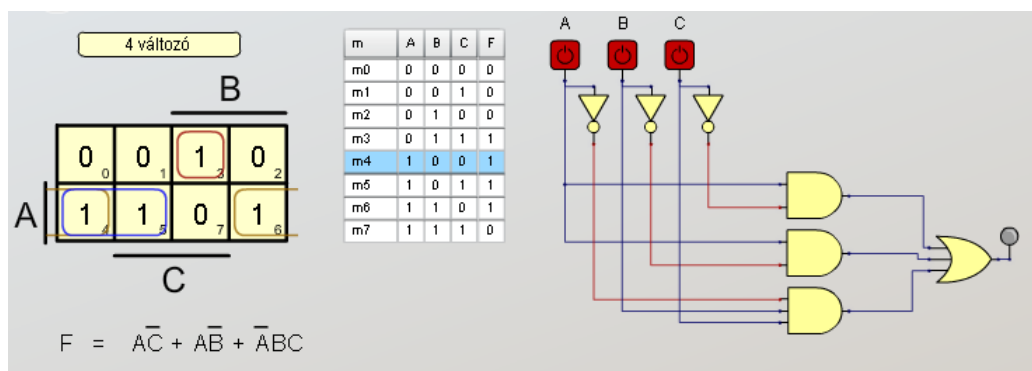 4 változó
B
0 0 0 1 1 3 0 2
A
1 4 1 5 0 7 1 6
C
F = AC̅ + AB̅ + A̅BC
m A B C F
m0 0 0 0 0
m1 0 0 1 0
m2 0 1 0 0
m3 0 1 1 1
m4 1 0 0 1
m5 1 0 1 1
m6 1 1 0 1
m7 1 1 1 0
A B C